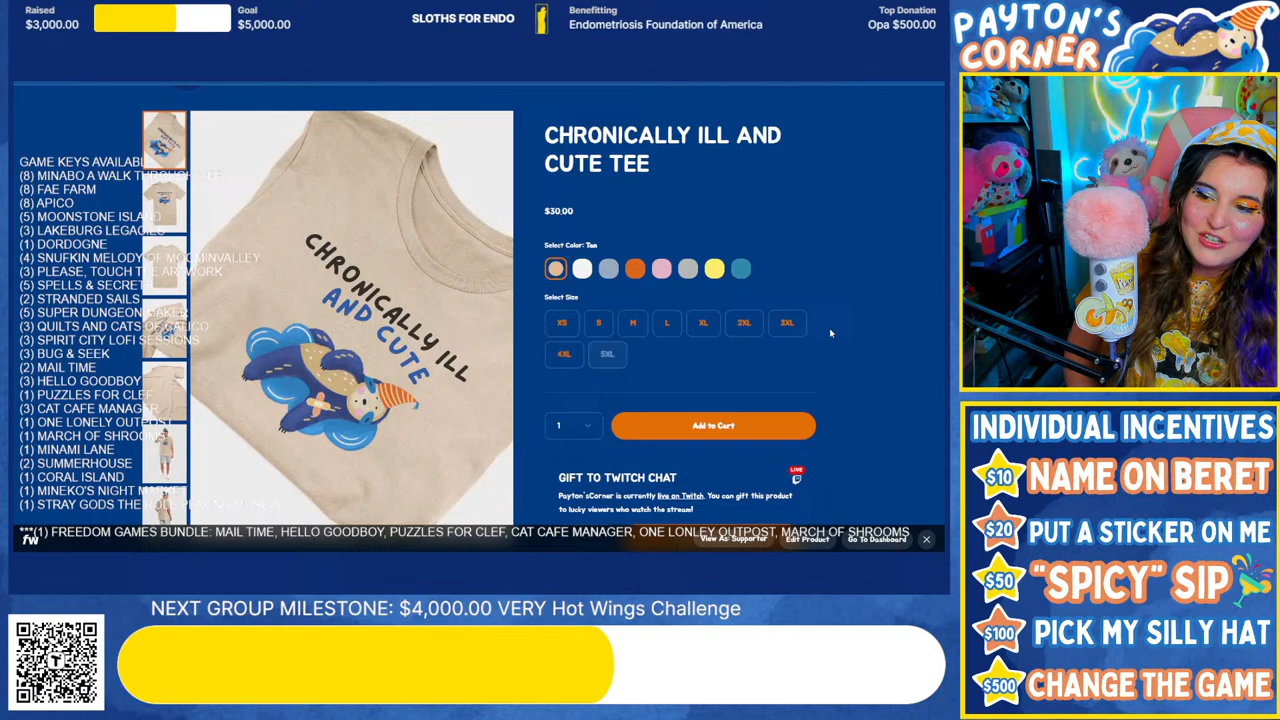 Raised
$3,000.00
Goal
$5,000.00
SLOTHS FOR ENDO
Benefitting
Endometriosis Foundation of America
Top Donation
Opa $500.00
PAYTON'S
CORNER
GAME KEYS AVAILABLE
(8) MINABO A WALK THROUGH LIFE
(8) FAE FARM
(8) APICO
(5) MOONSTONE ISLAND
(3) LAKEBURG LEGACIES
(1) DORDOGNE
(4) SNUFKIN MELODY OF MOOMINVALLEY
(3) PLEASE, TOUCH THE ARTWORK
(5) SPELLS & SECRETS
(2) STRANDED SAILS
(5) SUPER DUNGEON MAKER
(3) QUILTS AND CATS OF CALICO
(3) SPIRIT CITY LOFI SESSIONS
(3) BUG & SEEK
(2) MAIL TIME
(3) HELLO GOODBOY
(1) PUZZLES FOR CLEF
(3) CAT CAFE MANAGER
(1) ONE LONELY OUTPOST
(1) MARCH OF SHROOMS
(1) MINAMI LANE
(2) SUMMERHOUSE
(1) CORAL ISLAND
(1) MINEKO'S NIGHT MARKET
(1) STRAY GODS THE ROLE PLAYING MUSICAL
***(1) FREEDOM GAMES BUNDLE: MAIL TIME, HELLO GOODBOY, PUZZLES FOR CLEF, CAT CAFE MANAGER, ONE LONLEY OUTPOST, MARCH OF SHROOMS
CHRONICALLY ILL
AND CUTE
CHRONICALLY ILL AND
CUTE TEE
$30.00
Select Color: Tan
Select Size
XS S M L XL 2XL 3XL
4XL 5XL
1
Add to Cart
GIFT TO TWITCH CHAT
LIVE
Payton'sCorner is currently live on Twitch. You can gift this product
to lucky viewers who watch the stream!
fw
View As: Supporter
Edit Product
Go To Dashboard
NEXT GROUP MILESTONE: $4,000.00 VERY Hot Wings Challenge
INDIVIDUAL INCENTIVES
$10 NAME ON BERET
$20 PUT A STICKER ON ME
$50 "SPICY" SIP
$100 PICK MY SILLY HAT
$500 CHANGE THE GAME